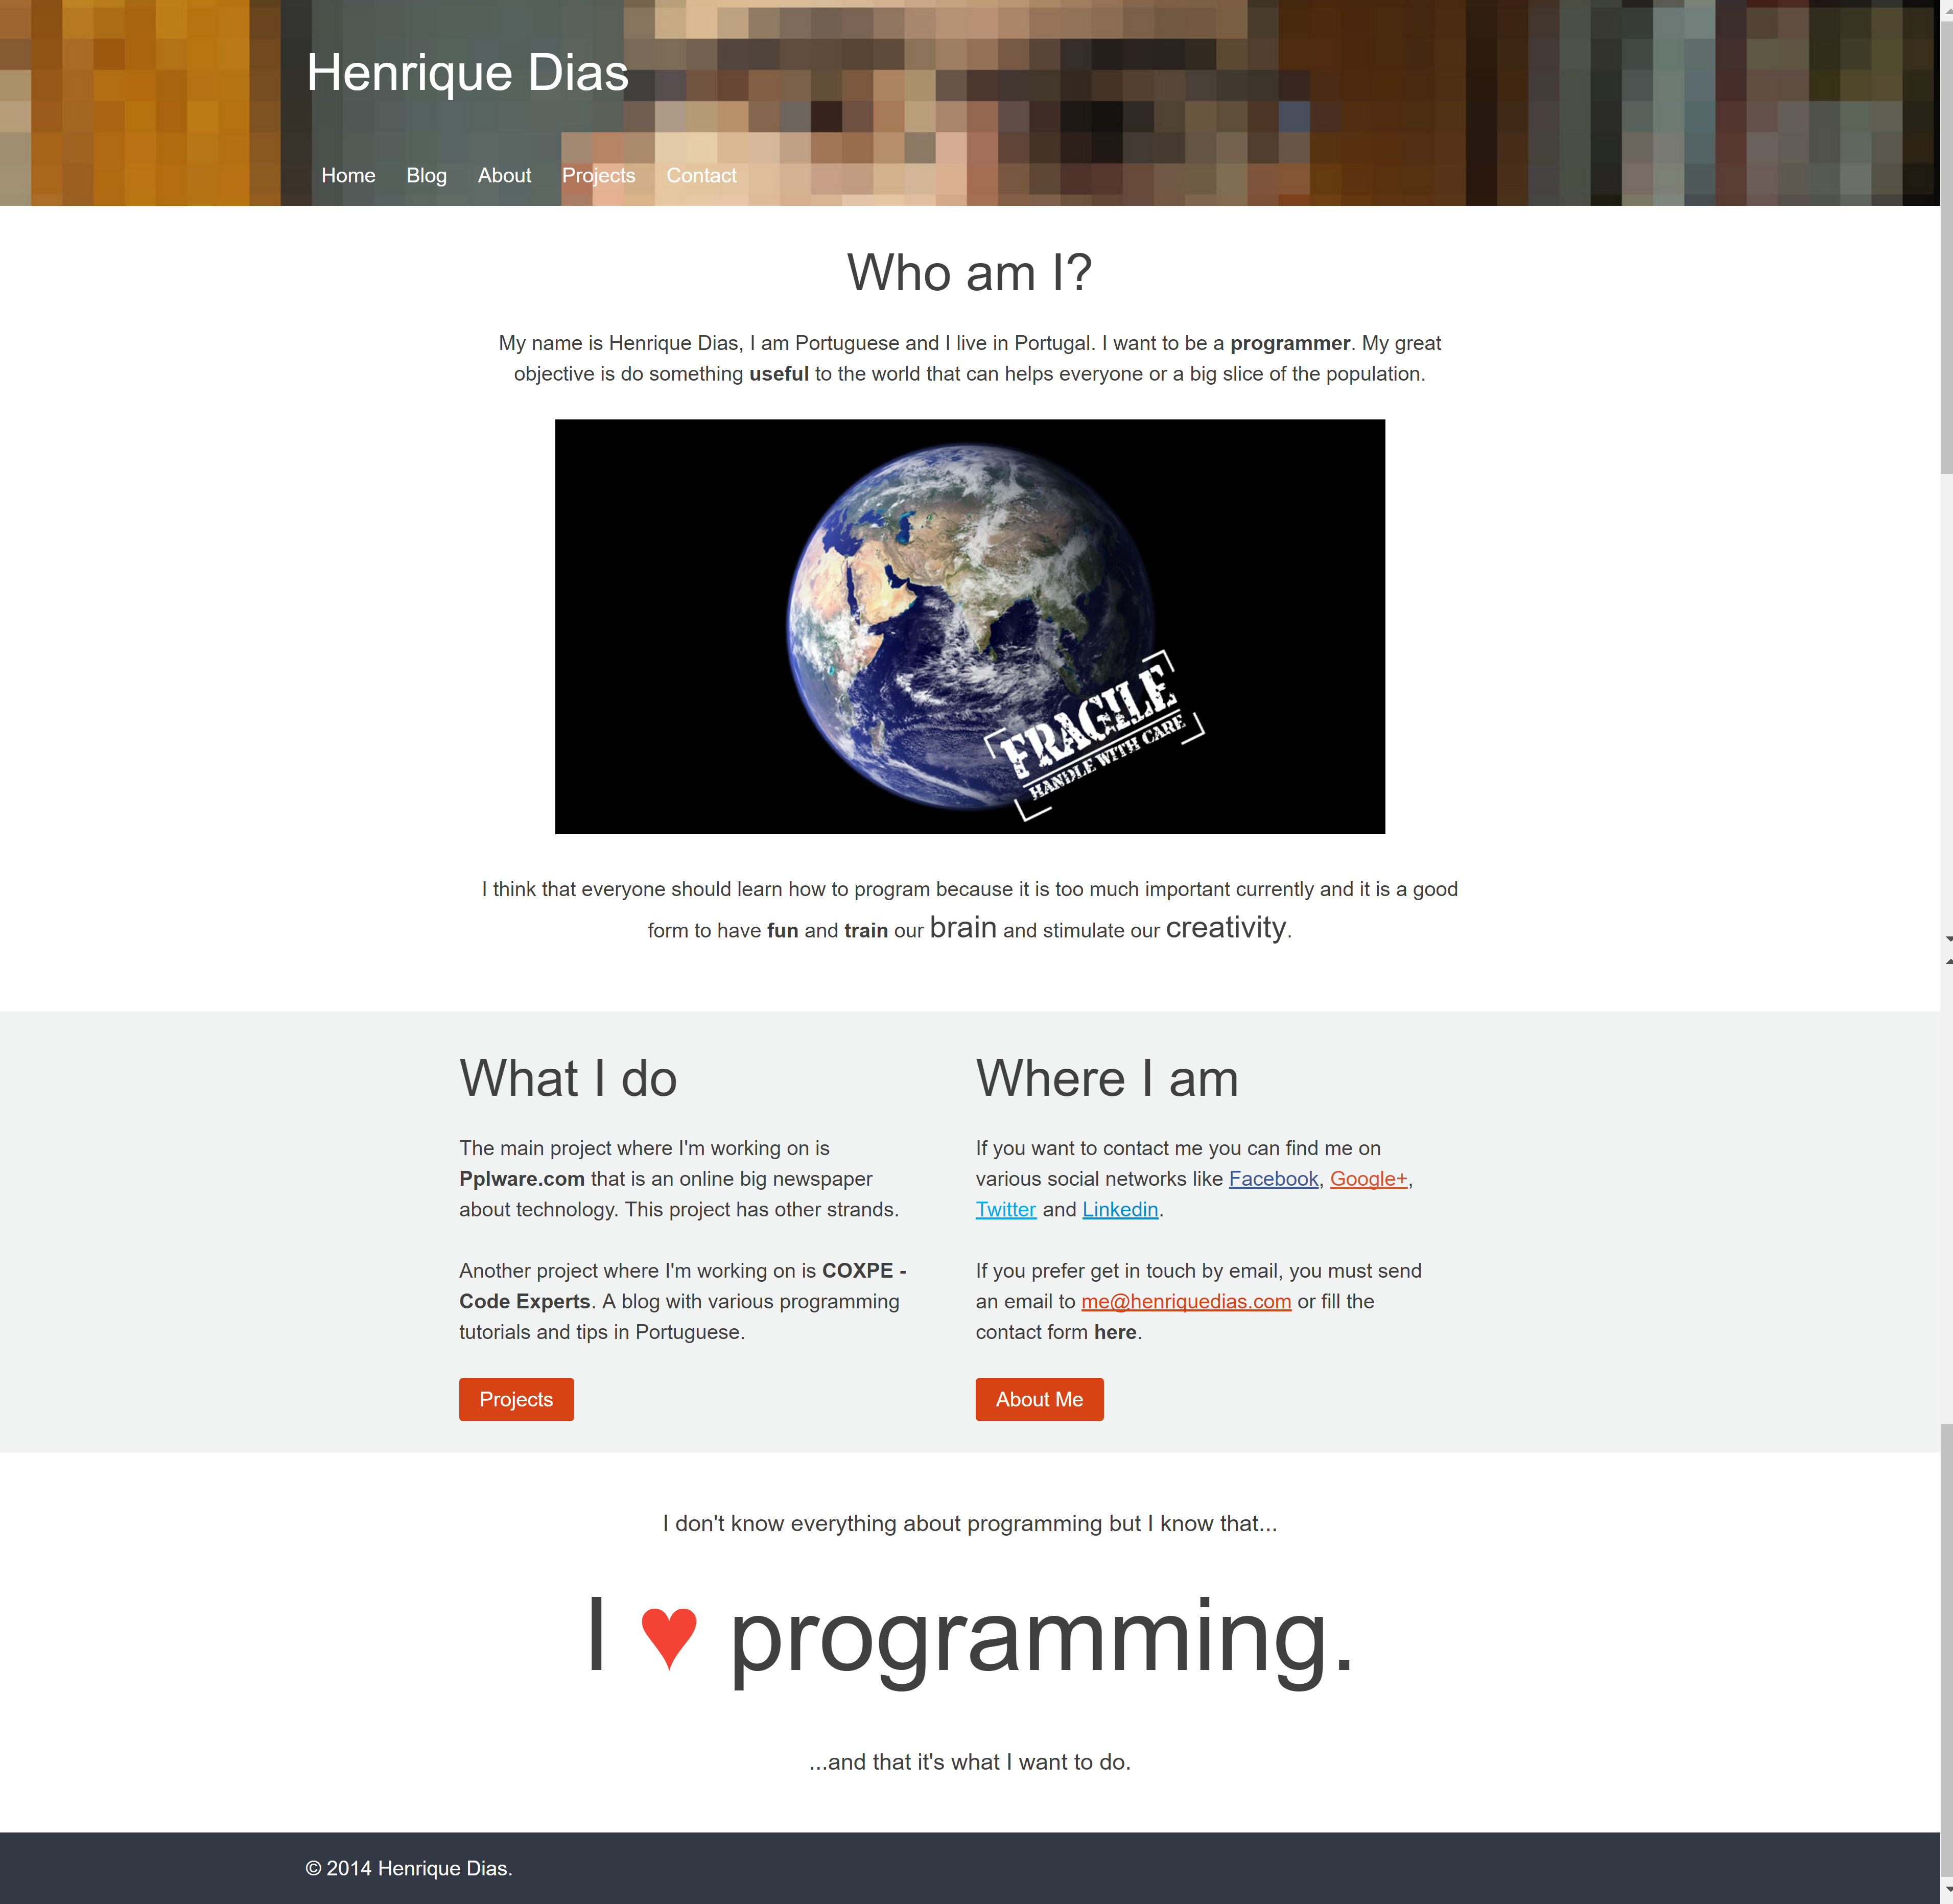 Henrique Dias
Home Blog About Projects Contact
Who am I?
My name is Henrique Dias, I am Portuguese and I live in Portugal. I want to be a programmer. My great
objective is do something useful to the world that can helps everyone or a big slice of the population.
FRAGILE
HANDLE WITH CARE
I think that everyone should learn how to program because it is too much important currently and it is a good
form to have fun and train our brain and stimulate our creativity.
What I do
The main project where I'm working on is
Pplware.com that is an online big newspaper
about technology. This project has other strands.
Another project where I'm working on is COXPE -
Code Experts. A blog with various programming
tutorials and tips in Portuguese.
Projects
Where I am
If you want to contact me you can find me on
various social networks like Facebook, Google+,
Twitter and Linkedin.
If you prefer get in touch by email, you must send
an email to me@henriquedias.com or fill the
contact form here.
About Me
I don't know everything about programming but I know that...
I ♥ programming.
...and that it's what I want to do.
© 2014 Henrique Dias.